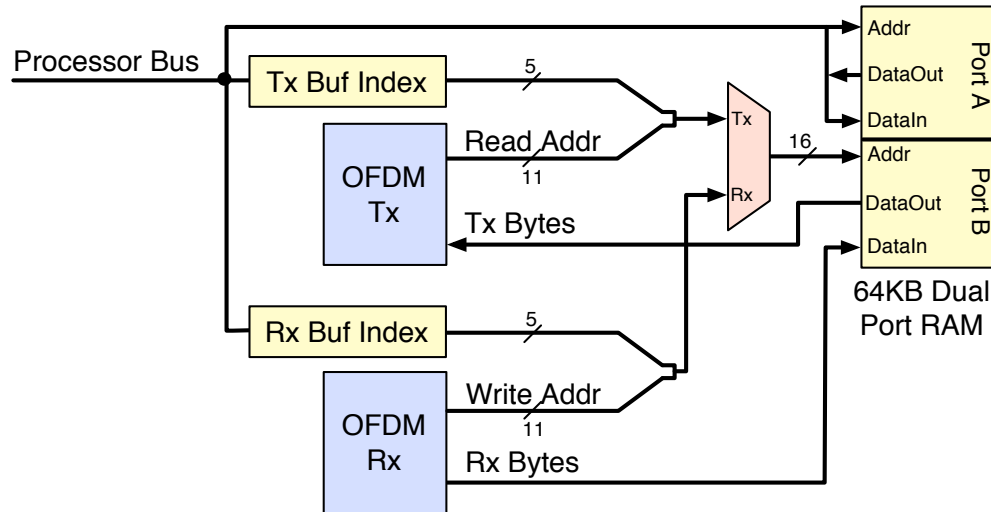 Processor Bus
Tx Buf Index
5
Read Addr
11
OFDM
Tx
Tx Bytes
Tx
Rx
16
Addr
DataOut
DataIn
Port A
Addr
DataOut
DataIn
Port B
64KB Dual
Port RAM
Rx Buf Index
5
Write Addr
11
OFDM
Rx
Rx Bytes